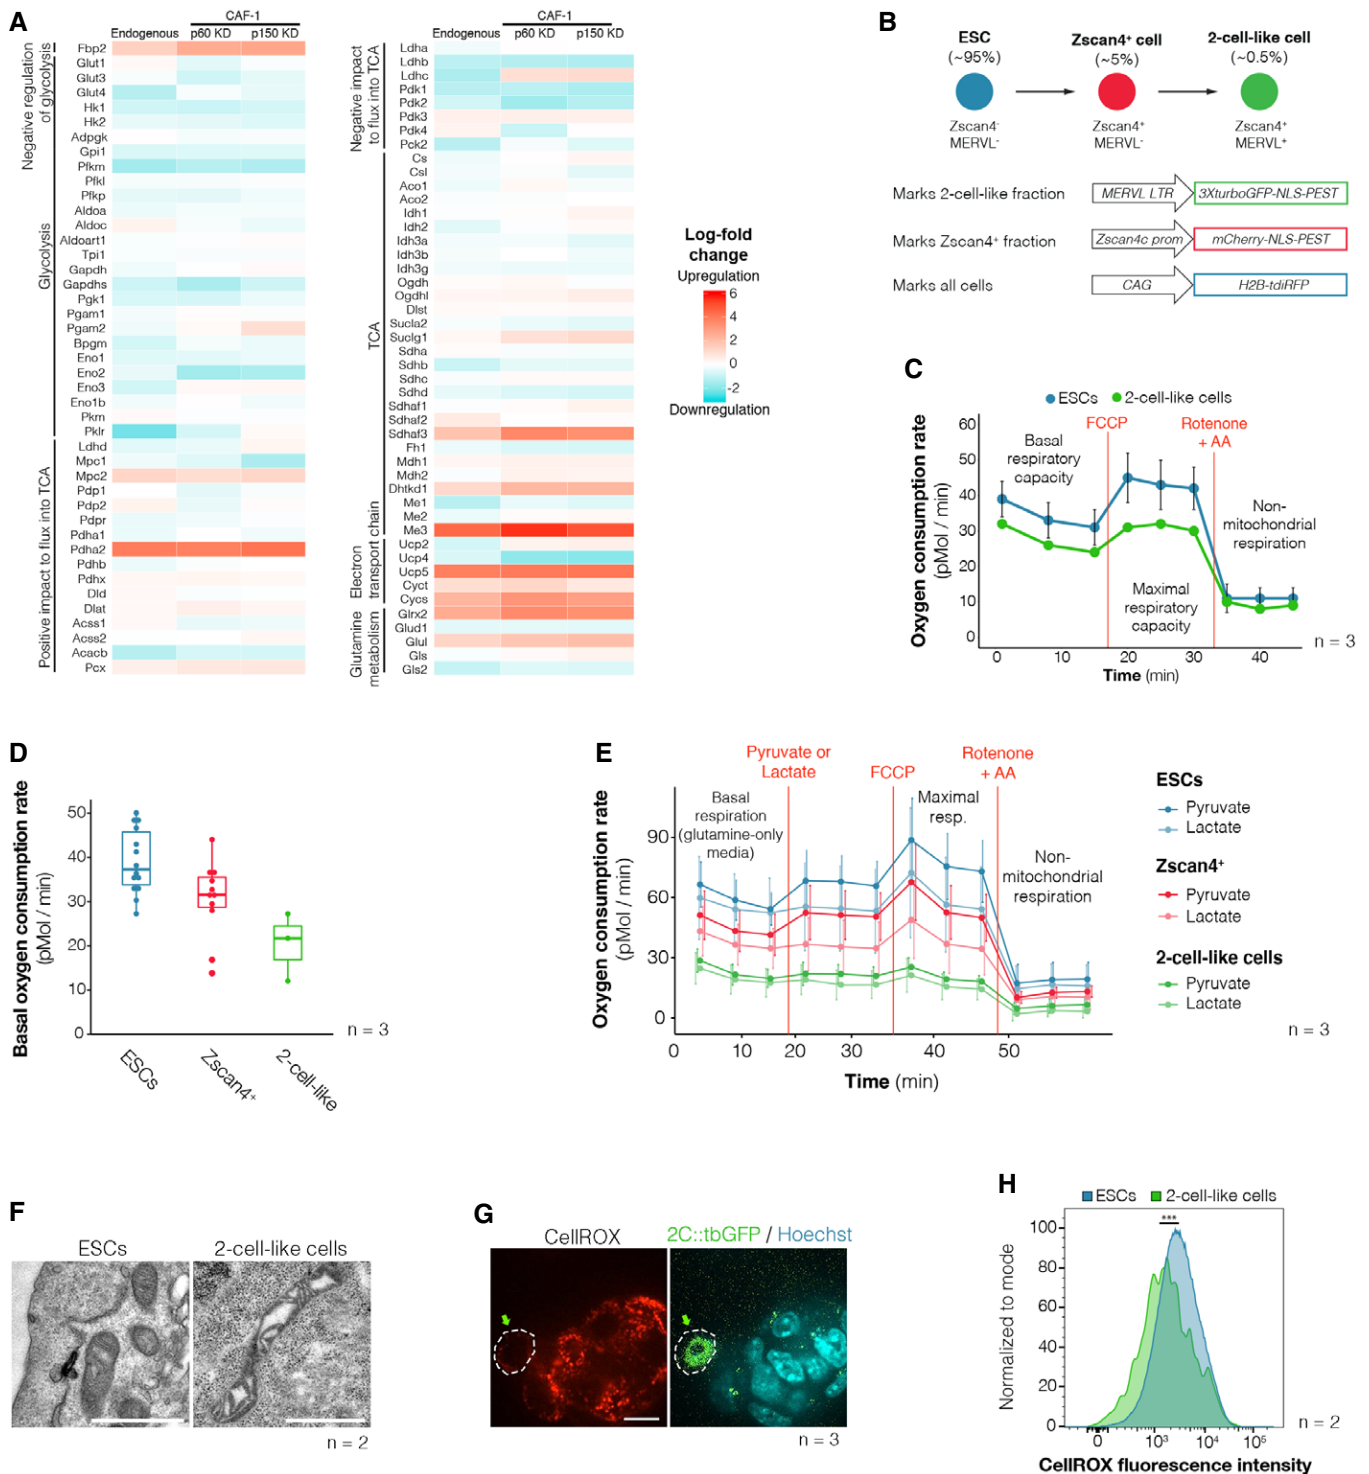 A
CAF-1
Endogenous p60 KD p150 KD
Negative regulation of glycolysis
Fbp2
Glut1
Glut3
Glut4
Hk1
Hk2
Adpgk
Gpi1
Pfkm
Pfkl
Pfkp
Aldoa
Aldoc
Aldoart1
Tpi1
Gapdh
Gapdhs
Pgk1
Pgam1
Pgam2
Bpgm
Eno1
Eno2
Eno3
Eno1b
Pkm
Pklr
Glycolysis
Ldhd
Mpc1
Mpc2
Pdp1
Pdp2
Pdpr
Pdha1
Pdha2
Pdhb
Pdhx
Dld
Dlat
Acss1
Acss2
Acacb
Pcx
Positive impact to flux into TCA
CAF-1
Endogenous p60 KD p150 KD
Negative impact to flux into TCA
Ldha
Ldhb
Ldhc
Pdk1
Pdk2
Pdk3
Pdk4
Pck2
TCA
Cs
Csl
Aco1
Aco2
Idh1
Idh2
Idh3a
Idh3b
Idh3g
Ogdh
Ogdhl
Dlst
Sucla2
Suclg1
Sdha
Sdhb
Sdhc
Sdhd
Sdhaf1
Sdhaf2
Sdhaf3
Fh1
Mdh1
Mdh2
Dhtkd1
Me1
Me2
Me3
Electron transport chain
Ucp2
Ucp4
Ucp5
Cyct
Cycs
Glutamine metabolism
Glrx2
Glud1
Glul
Gls
Gls2
Log-fold
change
Upregulation
6
4
2
0
-2
Downregulation
B
ESC Zscan4+ cell 2-cell-like cell
(~95%) (~5%) (~0.5%)
Zscan4- Zscan4+ Zscan4+
MERVL- MERVL- MERVL+
Marks 2-cell-like fraction MERVL LTR 3XturboGFP-NLS-PEST
Marks Zscan4+ fraction Zscan4c prom mCherry-NLS-PEST
Marks all cells CAG H2B-tdiRFP
C
ESCs 2-cell-like cells
FCCP Rotenone
+ AA
Basal
respiratory
capacity
Non-
mitochondrial
respiration
Maximal
respiratory
capacity
Oxygen consumption rate
(pMol / min)
60
50
40
30
20
10
0
0 10 20 30 40
Time (min)
n = 3
D
Basal oxygen consumption rate
(pMol / min)
50
40
30
20
10
0
ESCs Zscan4+ 2-cell-like
n = 3
E
Pyruvate or
Lactate
FCCP
Rotenone
+ AA
Basal
respiration
(glutamine-only
media)
Maximal
resp.
Non-
mitochondrial
respiration
Oxygen consumption rate
(pMol / min)
90
60
30
0
0 10 20 30 40 50
Time (min)
ESCs
Pyruvate
Lactate
Zscan4+
Pyruvate
Lactate
2-cell-like cells
Pyruvate
Lactate
n = 3
F
ESCs 2-cell-like cells
n = 2
G
CellROX 2C::tbGFP / Hoechst
n = 3
H
ESCs 2-cell-like cells
***
Normalized to mode
100
80
60
40
20
0
0 10³ 10⁴ 10⁵
CellROX fluorescence intensity
n = 2